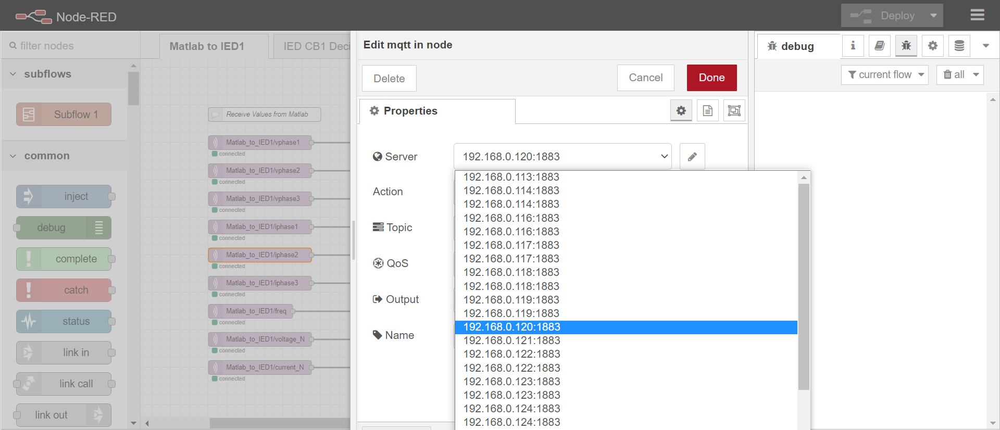 Node-RED
Deploy
filter nodes
Matlab to IED1
IED CB1 Deci
Edit mqtt in node
debug
Delete
Cancel
Done
current flow
all
subflows
Subflow 1
common
inject
debug
complete
catch
status
link in
link call
link out
Receive Values from Matlab
Matlab_to_IED1/vphase1
connected
Matlab_to_IED1/vphase2
connected
Matlab_to_IED1/vphase3
connected
Matlab_to_IED1/iphase1
connected
Matlab_to_IED1/iphase2
connected
Matlab_to_IED1/iphase3
connected
Matlab_to_IED1/freq
connected
Matlab_to_IED1/voltage_N
connected
Matlab_to_IED1/current_N
connected
Properties
Server
192.168.0.120:1883
Action
Topic
QoS
Output
Name
192.168.0.113:1883
192.168.0.114:1883
192.168.0.114:1883
192.168.0.116:1883
192.168.0.116:1883
192.168.0.117:1883
192.168.0.117:1883
192.168.0.118:1883
192.168.0.118:1883
192.168.0.119:1883
192.168.0.119:1883
192.168.0.120:1883
192.168.0.121:1883
192.168.0.122:1883
192.168.0.122:1883
192.168.0.123:1883
192.168.0.123:1883
192.168.0.124:1883
192.168.0.124:1883